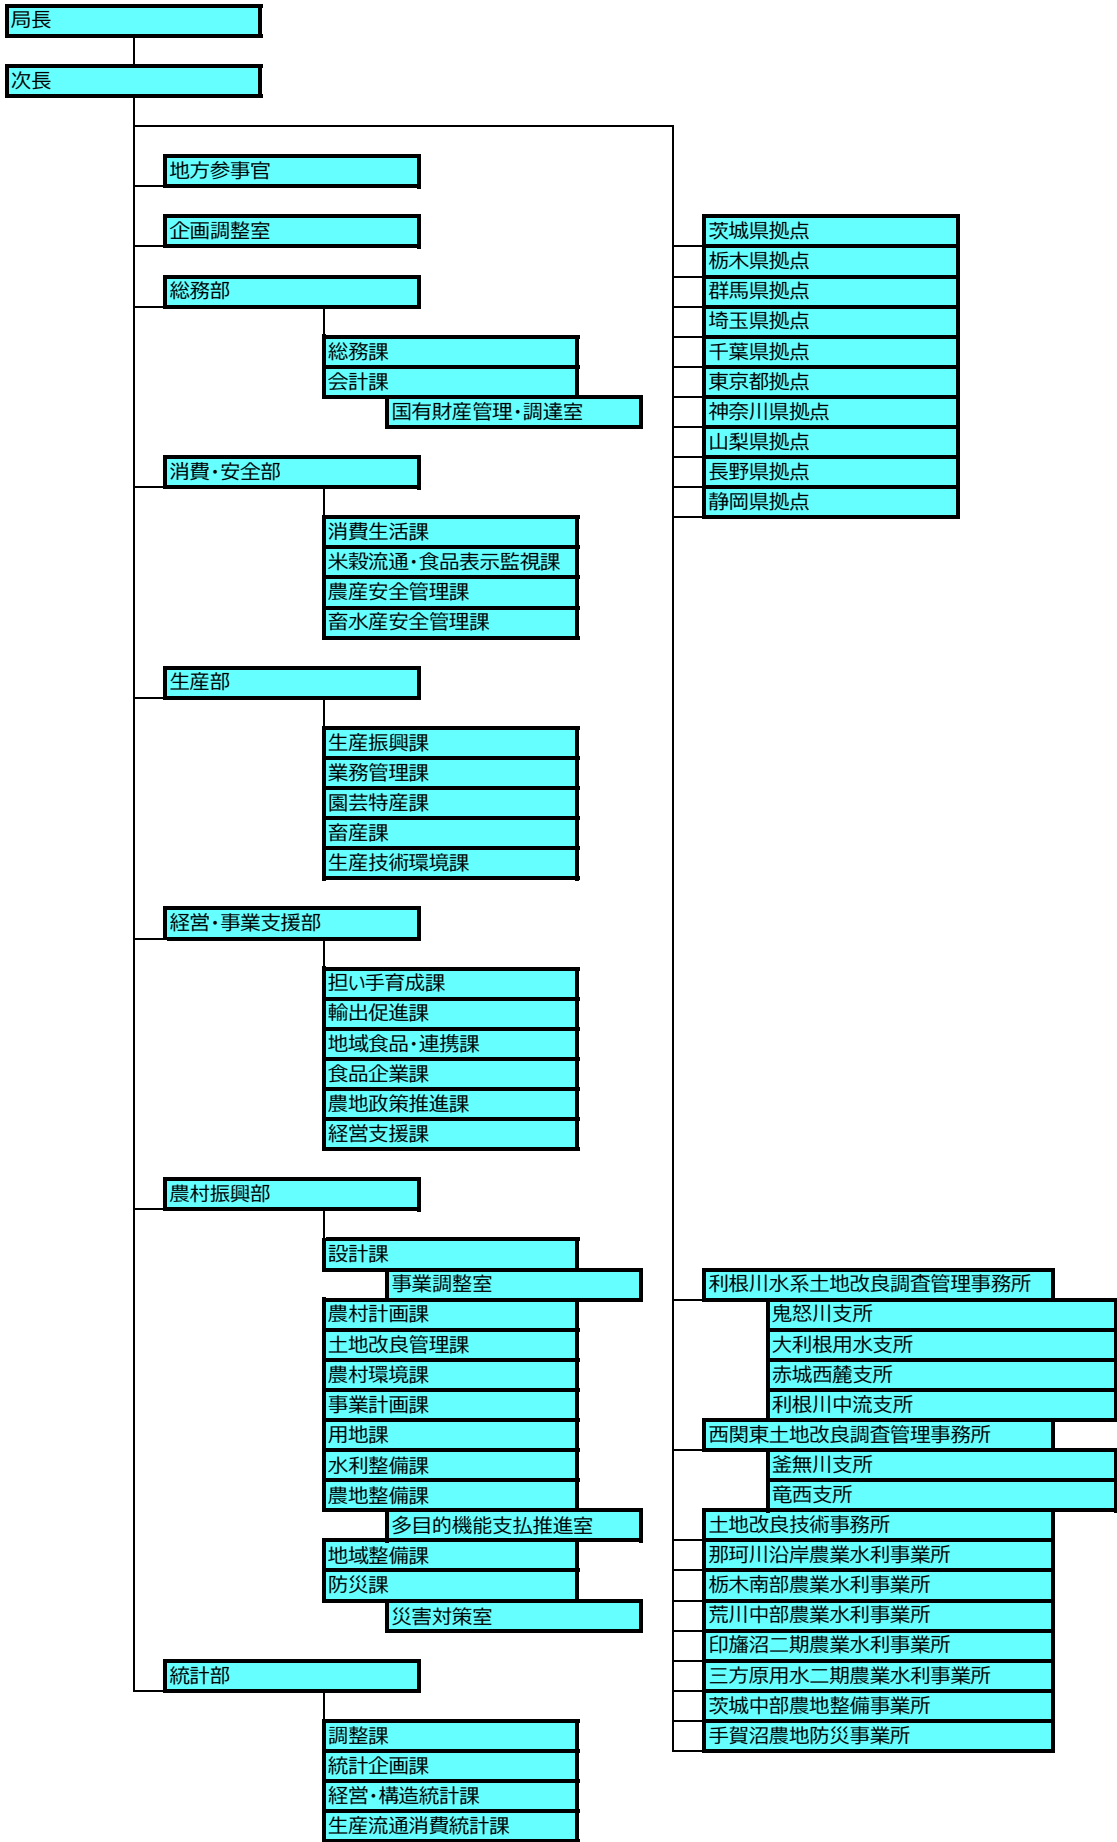 局長
次長
地方参事官
企画調整室
総務部
総務課
会計課
国有財産管理・調達室
消費・安全部
消費生活課
米穀流通・食品表示監視課
農産安全管理課
畜水産安全管理課
生産部
生産振興課
業務管理課
園芸特産課
畜産課
生産技術環境課
経営・事業支援部
担い手育成課
輸出促進課
地域食品・連携課
食品企業課
農地政策推進課
経営支援課
農村振興部
設計課
事業調整室
農村計画課
土地改良管理課
農村環境課
事業計画課
用地課
水利整備課
農地整備課
多目的機能支払推進室
地域整備課
防災課
災害対策室
統計部
調整課
統計企画課
経営・構造統計課
生産流通消費統計課
茨城県拠点
栃木県拠点
群馬県拠点
埼玉県拠点
千葉県拠点
東京都拠点
神奈川県拠点
山梨県拠点
長野県拠点
静岡県拠点
利根川水系土地改良調査管理事務所
鬼怒川支所
大利根用水支所
赤城西麓支所
利根川中流支所
西関東土地改良調査管理事務所
釜無川支所
竜西支所
土地改良技術事務所
那珂川沿岸農業水利事業所
栃木南部農業水利事業所
荒川中部農業水利事業所
印旛沼二期農業水利事業所
三方原用水二期農業水利事業所
茨城中部農地整備事業所
手賀沼農地防災事業所